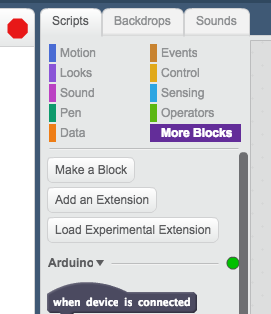 Scripts Backdrops Sounds
Motion Events
Looks Control
Sound Sensing
Pen Operators
Data More Blocks
Make a Block
Add an Extension
Load Experimental Extension
Arduino
when device is connected